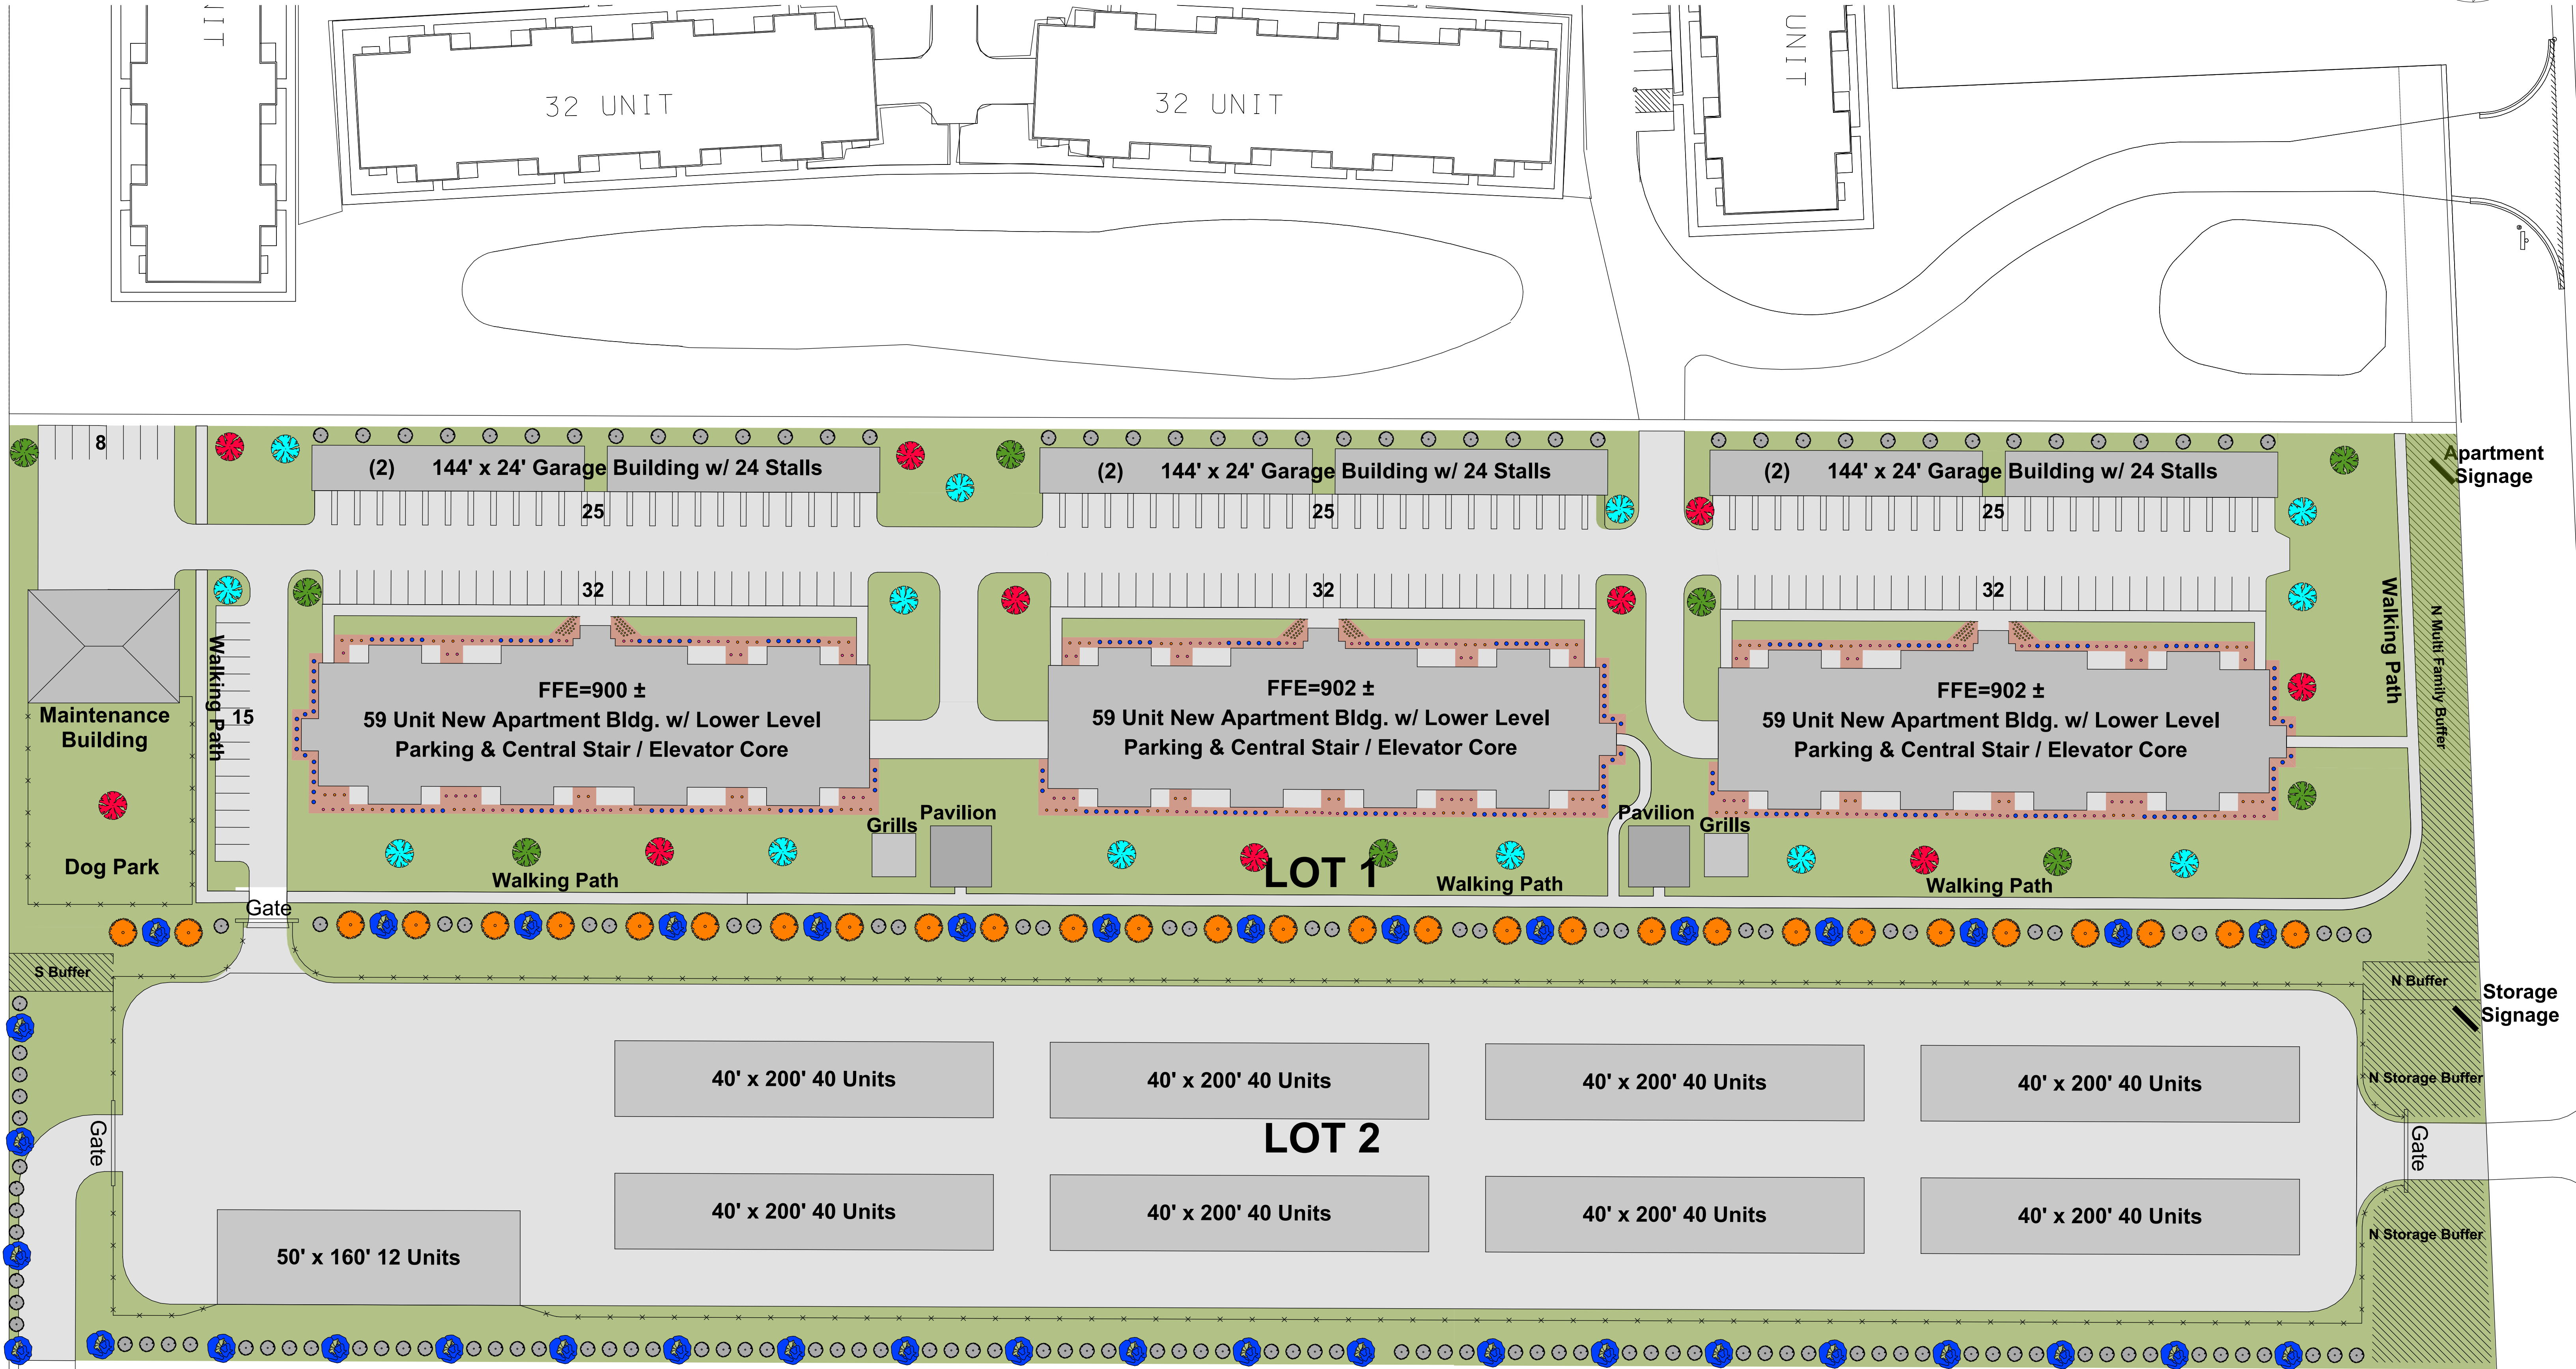 UNIT
32 UNIT
32 UNIT
UNIT
8
(2) 144' x 24' Garage Building w/ 24 Stalls
(2) 144' x 24' Garage Building w/ 24 Stalls
(2) 144' x 24' Garage Building w/ 24 Stalls
Apartment
Signage
25
25
25
32
32
32
Walking Path
Walking Path
N Multi Family Buffer
Maintenance
Building
15
FFE=900 ±
59 Unit New Apartment Bldg. w/ Lower Level
Parking & Central Stair / Elevator Core
FFE=902 ±
59 Unit New Apartment Bldg. w/ Lower Level
Parking & Central Stair / Elevator Core
FFE=902 ±
59 Unit New Apartment Bldg. w/ Lower Level
Parking & Central Stair / Elevator Core
Grills
Pavilion
Pavilion
Grills
Dog Park
Walking Path
LOT 1
Walking Path
Walking Path
Gate
S Buffer
N Buffer
Storage
Signage
40' x 200' 40 Units
40' x 200' 40 Units
40' x 200' 40 Units
40' x 200' 40 Units
N Storage Buffer
Gate
LOT 2
Gate
40' x 200' 40 Units
40' x 200' 40 Units
40' x 200' 40 Units
40' x 200' 40 Units
N Storage Buffer
50' x 160' 12 Units